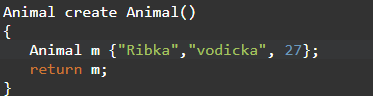 Animal create Animal()
{
   Animal m {"Ribka","vodicka", 27};
   return m;
}